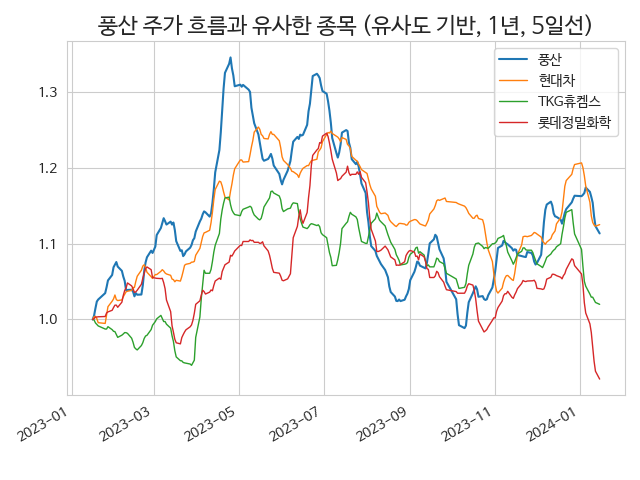 풍산 주가 흐름과 유사한 종목 (유사도 기반, 1년, 5일선)
풍산
현대차
TKG휴켐스
롯데정밀화학
1.3
1.2
1.1
1.0
2023-01
2023-03
2023-05
2023-07
2023-09
2023-11
2024-01